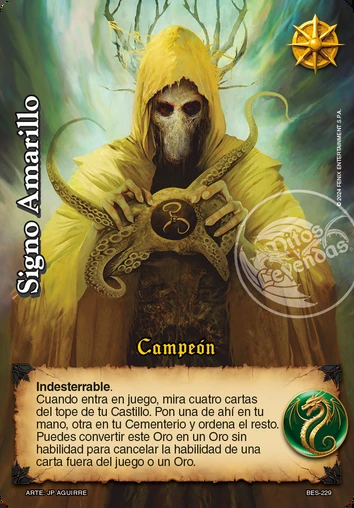 Signo Amarillo
© 2024 FENIX ENTERTAINMENT S.P.A.
Mitos y
Leyendas
Campeón
Indesterrable.
Cuando entra en juego, mira cuatro cartas
del tope de tu Castillo. Pon una de ahí en tu
mano, otra en tu Cementerio y ordena el resto.
Puedes convertir este Oro en un Oro sin
habilidad para cancelar la habilidad de una
carta fuera del juego o un Oro.
ARTE: JP AGUIRRE
BES-229